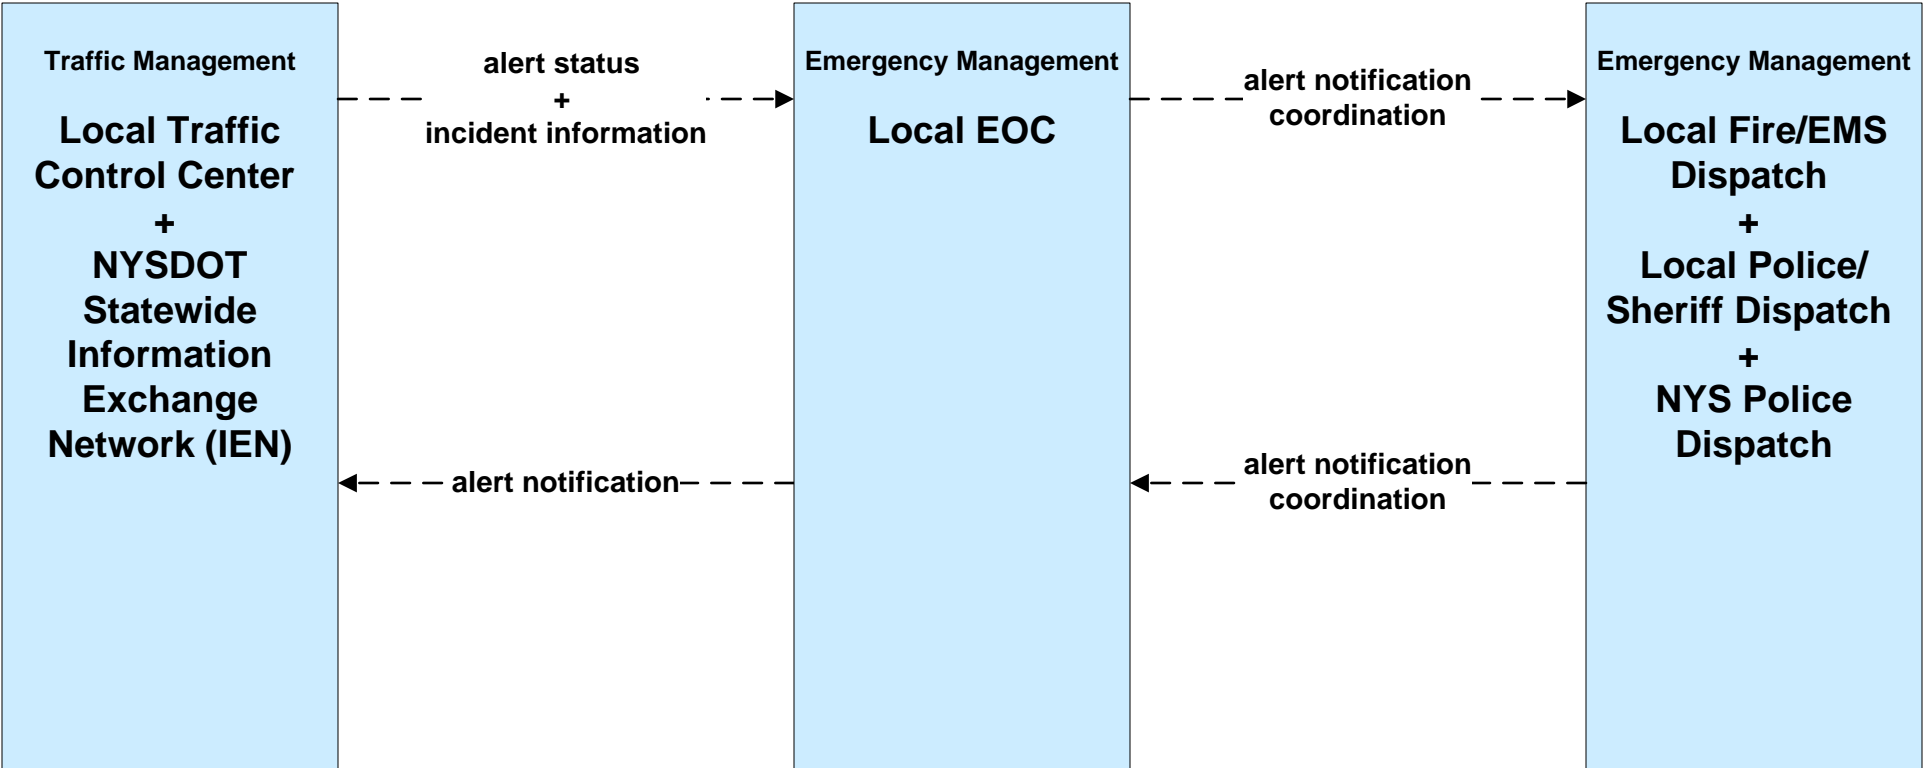 Traffic Management
Local Traffic
Control Center
+
NYSDOT
Statewide
Information
Exchange
Network (IEN)
alert status
+
incident information
alert notification
Emergency Management
Local EOC
alert notification
coordination
alert notification
coordination
Emergency Management
Local Fire/EMS
Dispatch
+
Local Police/
Sheriff Dispatch
+
NYS Police
Dispatch